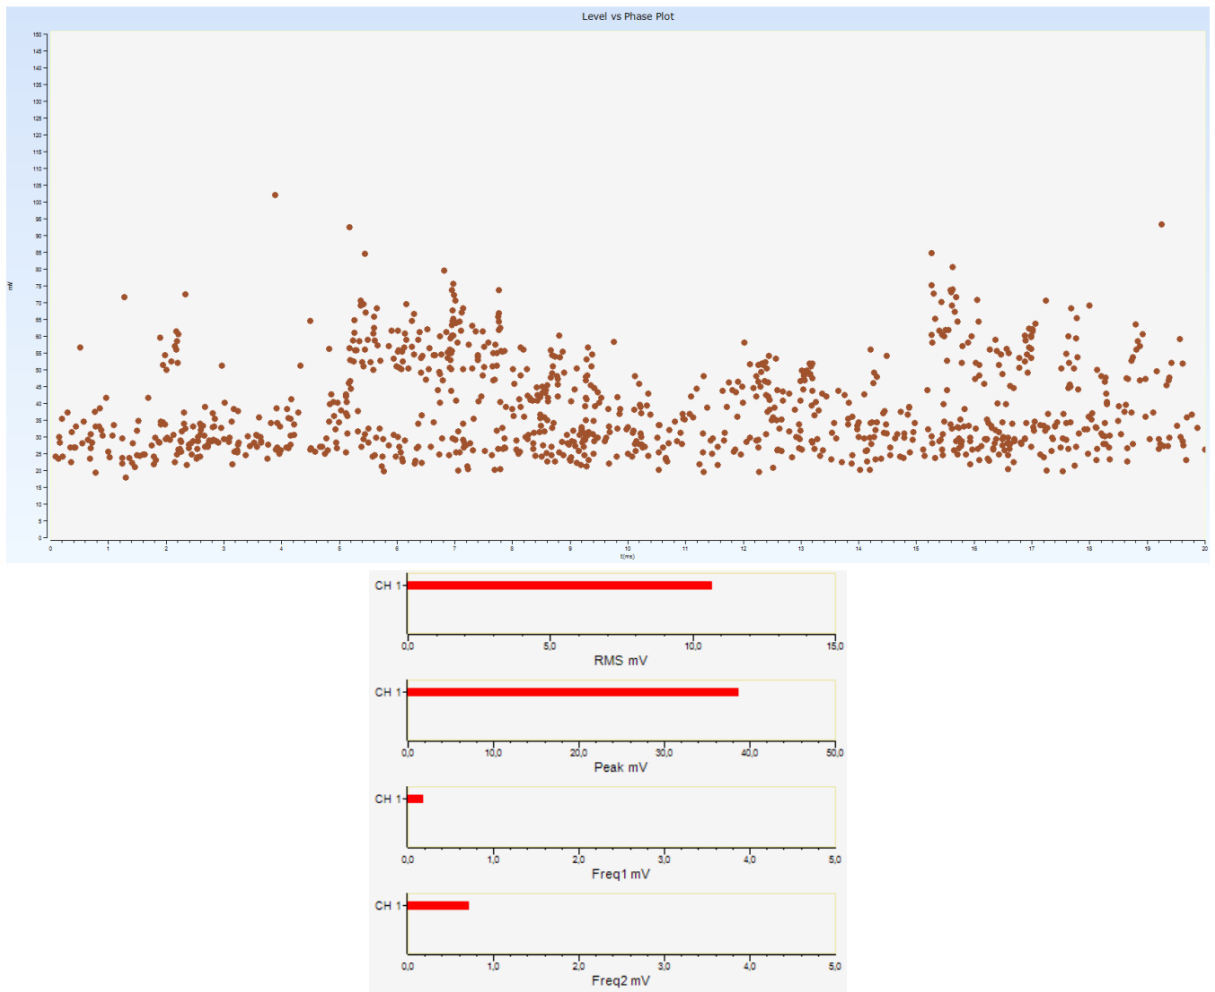 Level vs Phase Plot
150
145
140
135
130
125
120
115
110
105
100
95
90
85
80
75
70
65
60
55
50
45
40
35
30
25
20
15
10
5
0
mV
0 1 2 3 4 5 6 7 8 9 10 11 12 13 14 15 16 17 18 19 20
t(ms)
CH 1
0,0 5,0 10,0 15,0
RMS mV
CH 1
0,0 10,0 20,0 30,0 40,0 50,0
Peak mV
CH 1
0,0 1,0 2,0 3,0 4,0 5,0
Freq1 mV
CH 1
0,0 1,0 2,0 3,0 4,0 5,0
Freq2 mV